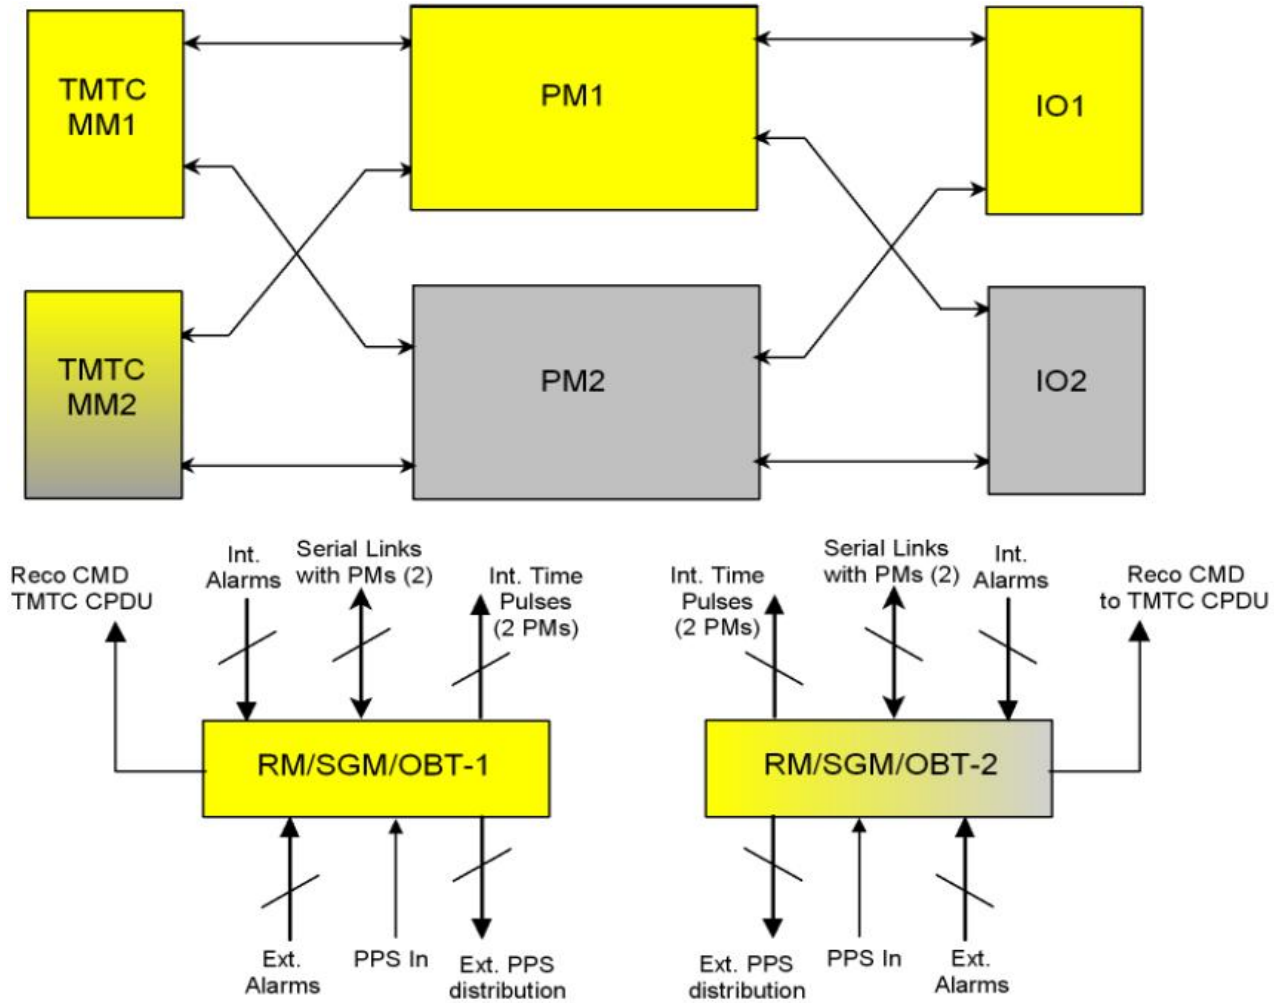 TMTC
MM1
PM1
IO1
TMTC
MM2
PM2
IO2
Reco CMD
TMTC CPDU
Int.
Alarms
Serial Links
with PMs (2)
Int. Time
Pulses
(2 PMs)
Int. Time
Pulses
(2 PMs)
Serial Links
with PMs (2)
Int.
Alarms
Reco CMD
to TMTC CPDU
RM/SGM/OBT-1
RM/SGM/OBT-2
Ext.
Alarms
PPS In
Ext. PPS
distribution
Ext. PPS
distribution
PPS In
Ext.
Alarms